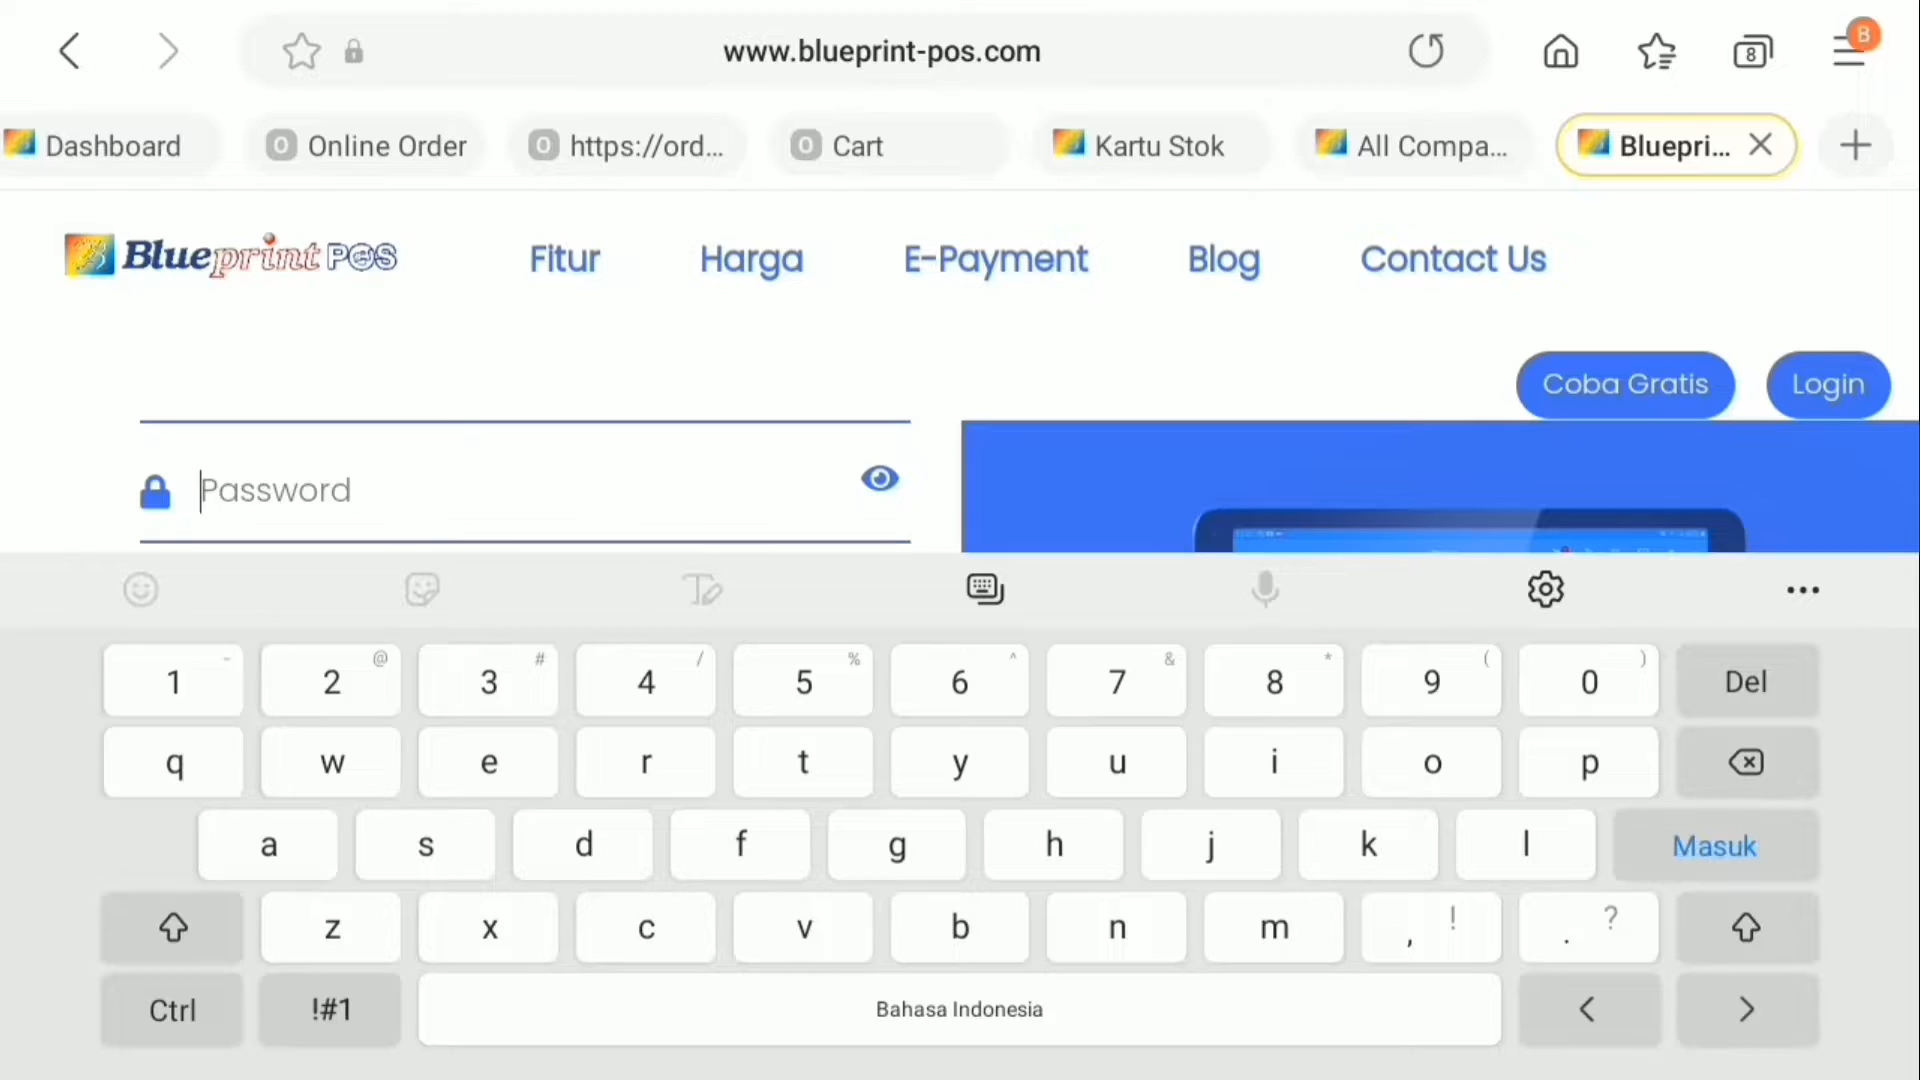 www.blueprint-pos.com
8
B
Dashboard
O Online Order
O https://ord...
O Cart
Kartu Stok
All Compa...
Bluepri...
Blueprint POS
Fitur
Harga
E-Payment
Blog
Contact Us
Coba Gratis
Login
Password
1 - 2 @ 3 # 4 / 5 % 6 ^ 7 & 8 * 9 ( 0 ) Del
q w e r t y u i o p
a s d f g h j k l Masuk
z x c v b n m , ! . ?
Ctrl !#1 Bahasa Indonesia < >